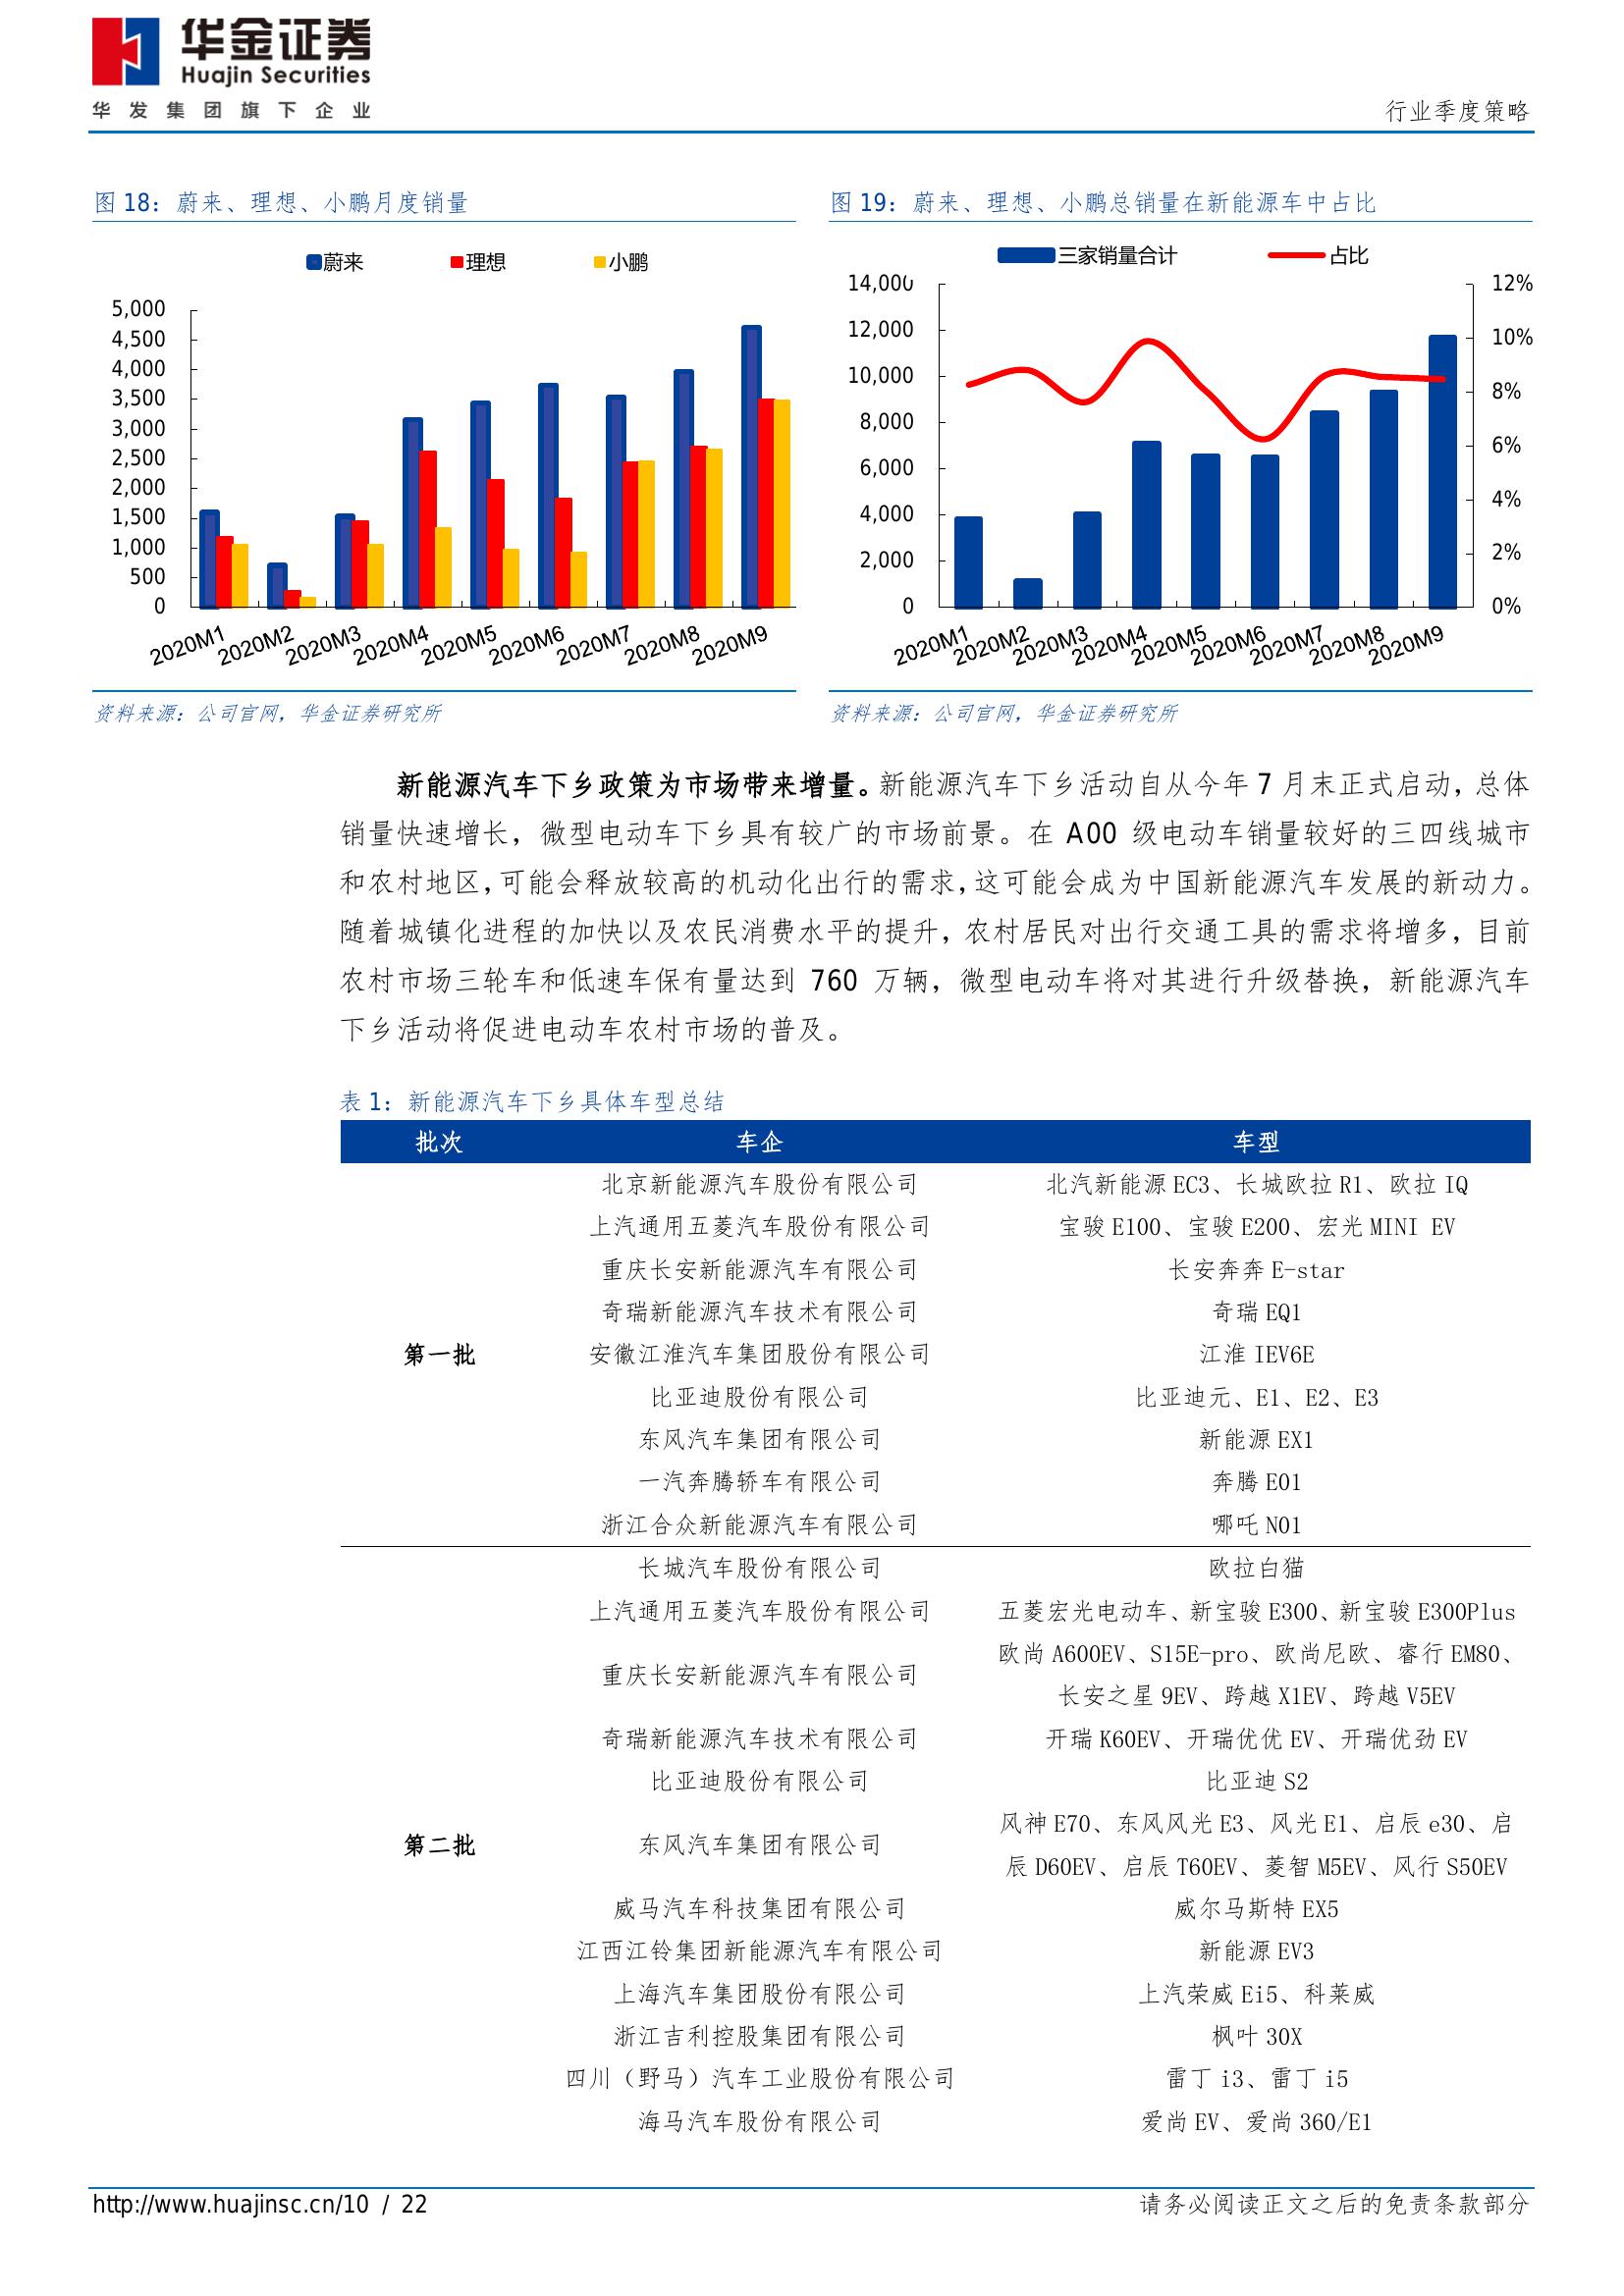 华金证券
Huajin Securities
华发集团旗下企业
行业季度策略
图 18：蔚来、理想、小鹏月度销量
蔚来 理想 小鹏
5,000
4,500
4,000
3,500
3,000
2,500
2,000
1,500
1,000
500
0
2020M1 2020M2 2020M3 2020M4 2020M5 2020M6 2020M7 2020M8 2020M9
资料来源：公司官网，华金证券研究所
图 19：蔚来、理想、小鹏总销量在新能源车中占比
三家销量合计 占比
14,000 12%
12,000 10%
10,000 8%
8,000 6%
6,000 4%
4,000 2%
2,000 0%
0
2020M1 2020M2 2020M3 2020M4 2020M5 2020M6 2020M7 2020M8 2020M9
资料来源：公司官网，华金证券研究所
新能源汽车下乡政策为市场带来增量。新能源汽车下乡活动自从今年 7 月末正式启动，总体
销量快速增长，微型电动车下乡具有较广的市场前景。在 A00 级电动车销量较好的三四线城市
和农村地区，可能会释放较高的机动化出行的需求，这可能会成为中国新能源汽车发展的新动力。
随着城镇化进程的加快以及农民消费水平的提升，农村居民对出行交通工具的需求将增多，目前
农村市场三轮车和低速车保有量达到 760 万辆，微型电动车将对其进行升级替换，新能源汽车
下乡活动将促进电动车农村市场的普及。
表 1：新能源汽车下乡具体车型总结
批次 车企 车型
北京新能源汽车股份有限公司 北汽新能源 EC3、长城欧拉 R1、欧拉 IQ
上汽通用五菱汽车股份有限公司 宝骏 E100、宝骏 E200、宏光 MINI EV
重庆长安新能源汽车有限公司 长安奔奔 E-star
奇瑞新能源汽车技术有限公司 奇瑞 EQ1
第一批 安徽江淮汽车集团股份有限公司 江淮 IEV6E
比亚迪股份有限公司 比亚迪元、E1、E2、E3
东风汽车集团有限公司 新能源 EX1
一汽奔腾轿车有限公司 奔腾 E01
浙江合众新能源汽车有限公司 哪吒 N01
长城汽车股份有限公司 欧拉白猫
上汽通用五菱汽车股份有限公司 五菱宏光电动车、新宝骏 E300、新宝骏 E300Plus
重庆长安新能源汽车有限公司 欧尚 A600EV、S15E-pro、欧尚尼欧、睿行 EM80、
长安之星 9EV、跨越 X1EV、跨越 V5EV
奇瑞新能源汽车技术有限公司 开瑞 K60EV、开瑞优优 EV、开瑞优劲 EV
比亚迪股份有限公司 比亚迪 S2
第二批 东风汽车集团有限公司 风神 E70、东风风光 E3、风光 E1、启辰 e30、启
辰 D60EV、启辰 T60EV、菱智 M5EV、风行 S50EV
威马汽车科技集团有限公司 威尔马斯特 EX5
江西江铃集团新能源汽车有限公司 新能源 EV3
上海汽车集团股份有限公司 上汽荣威 Ei5、科莱威
浙江吉利控股集团有限公司 枫叶 30X
四川（野马）汽车工业股份有限公司 雷丁 i3、雷丁 i5
海马汽车股份有限公司 爱尚 EV、爱尚 360/E1
http://www.huajinsc.cn/10 / 22
请务必阅读正文之后的免责条款部分